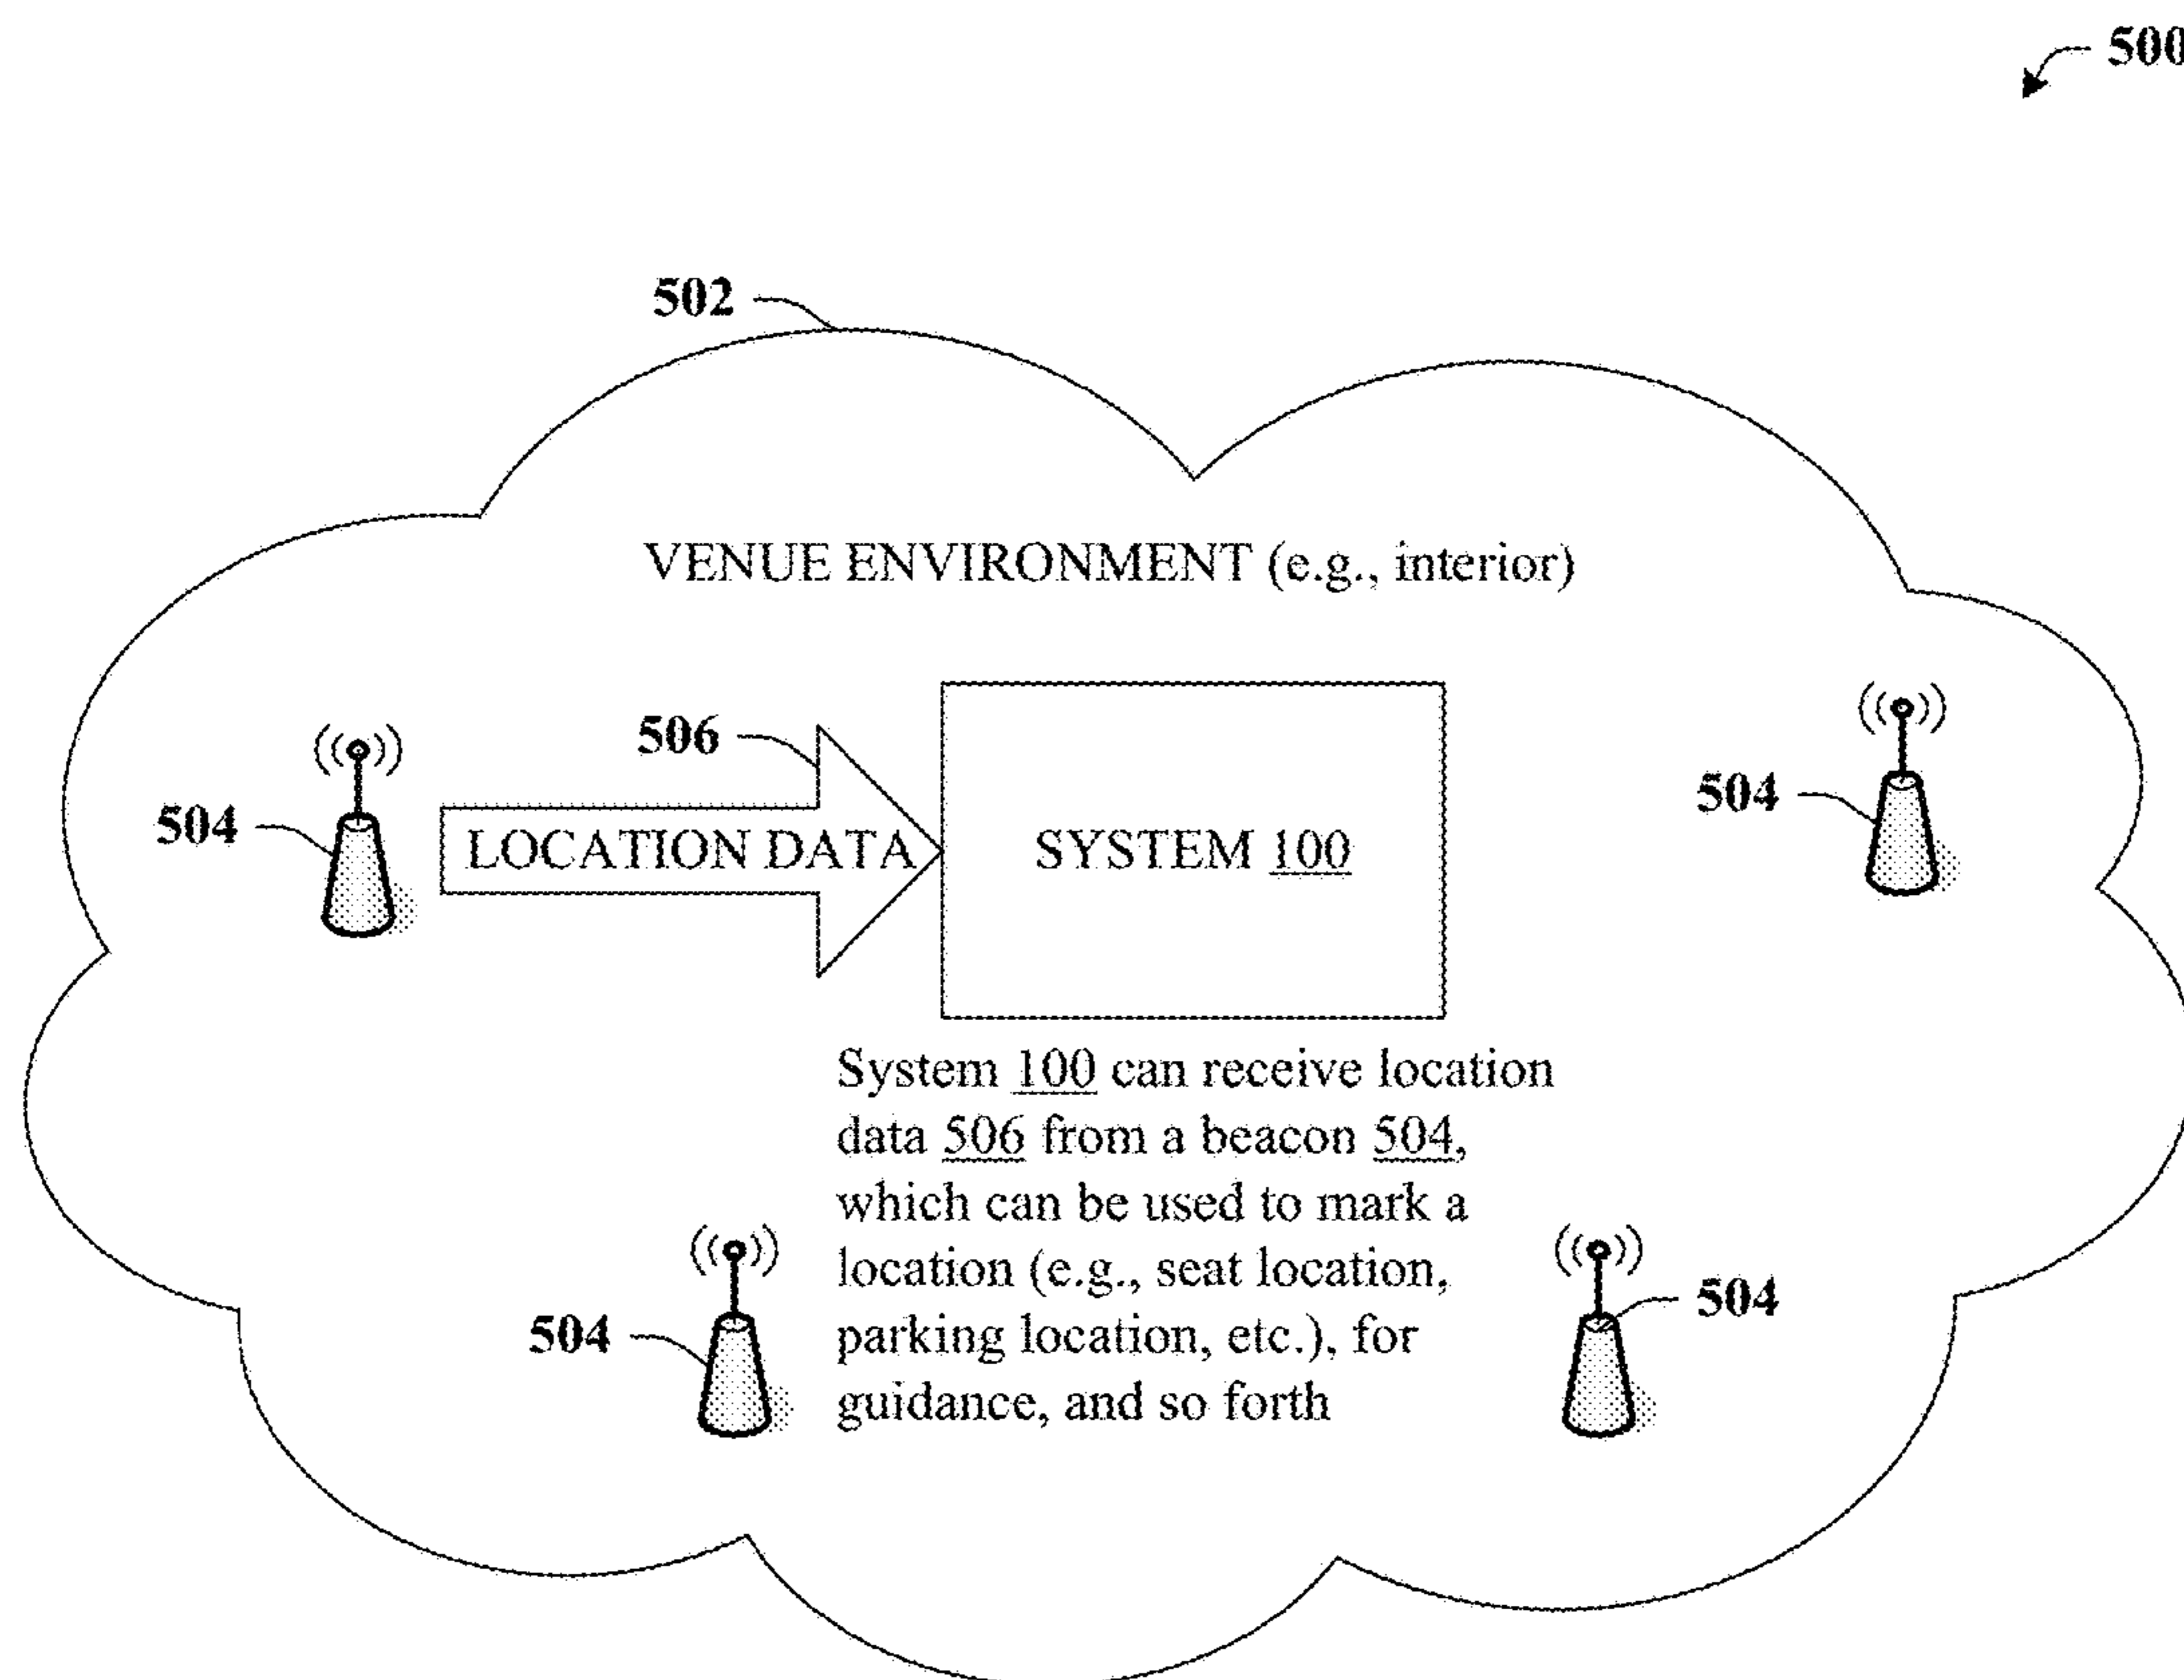 500
502
VENUE ENVIRONMENT (e.g., interior)
506
504
LOCATION DATA
SYSTEM 100
504
System 100 can receive location
data 506 from a beacon 504,
which can be used to mark a
location (e.g., seat location,
parking location, etc.), for
guidance, and so forth
504
504